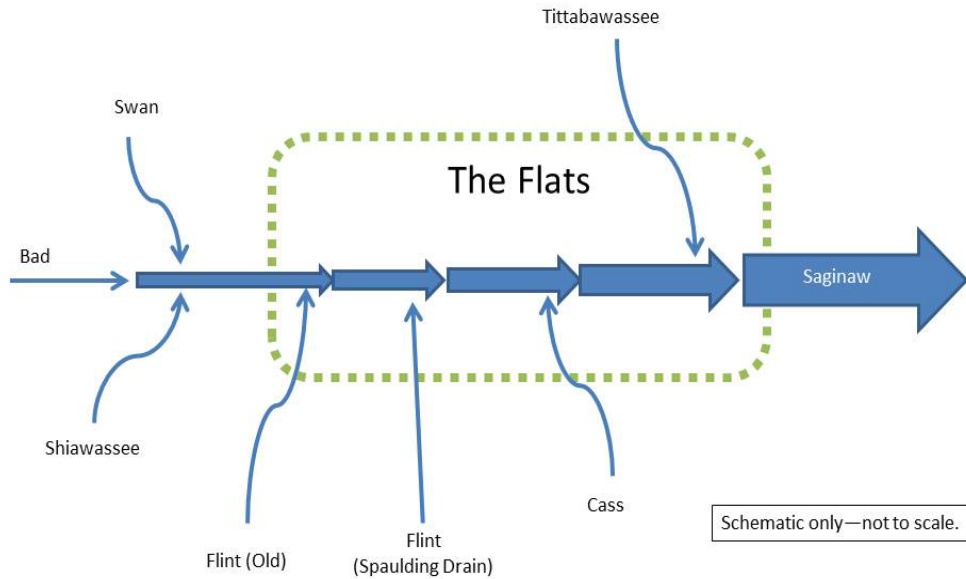 Tittabawassee
Swan
The Flats
Bad
Saginaw
Shiawassee
Cass
Schematic only—not to scale.
Flint (Old)
Flint
(Spaulding Drain)